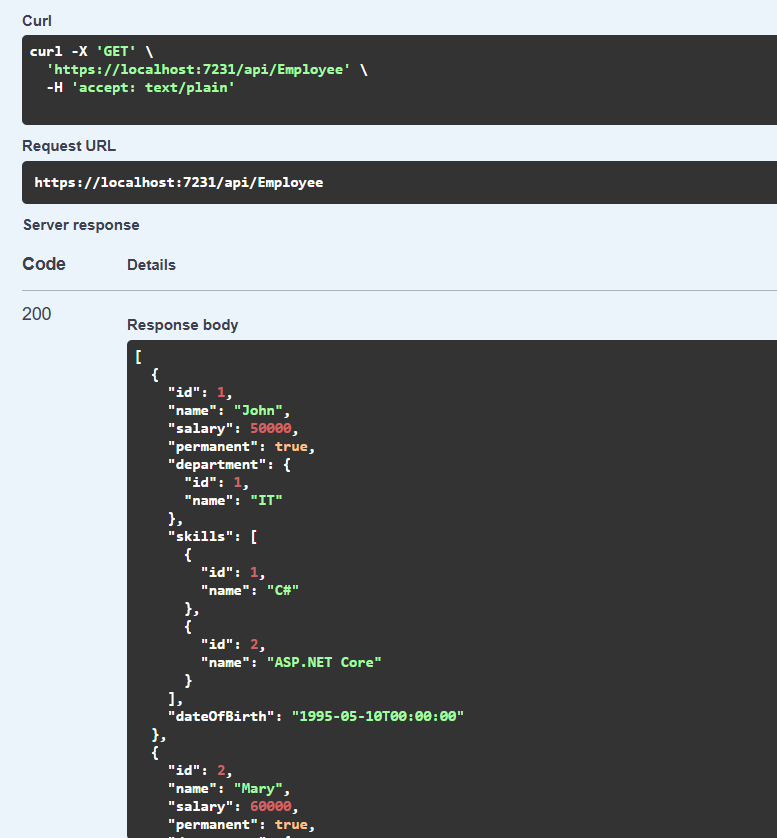 Curl
curl -X 'GET' \
  'https://localhost:7231/api/Employee' \
  -H 'accept: text/plain'
Request URL
https://localhost:7231/api/Employee
Server response
Code Details
200
Response body
[
  {
    "id": 1,
    "name": "John",
    "salary": 50000,
    "permanent": true,
    "department": {
      "id": 1,
      "name": "IT"
    },
    "skills": [
      {
        "id": 1,
        "name": "C#"
      },
      {
        "id": 2,
        "name": "ASP.NET Core"
      }
    ],
    "dateOfBirth": "1995-05-10T00:00:00"
  },
  {
    "id": 2,
    "name": "Mary",
    "salary": 60000,
    "permanent": true,